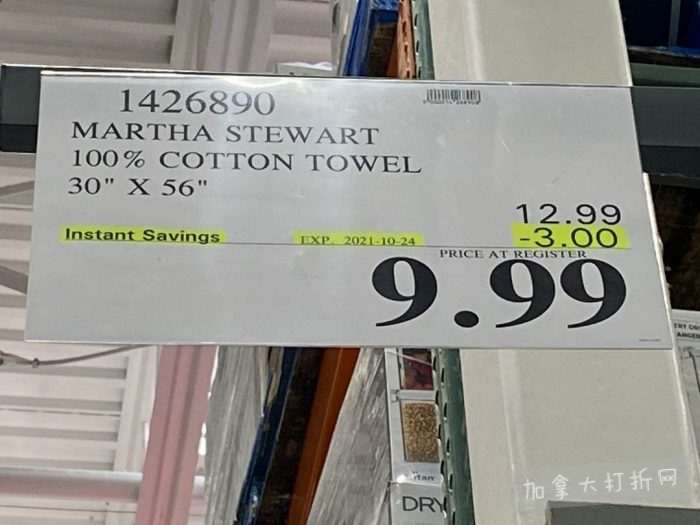 1426890
MARTHA STEWART
100% COTTON TOWEL
30" X 56"
12.99
Instant Savings EXP. 2021-10-24 -3.00
PRICE AT REGISTER
9.99
DRY
加拿大打折网